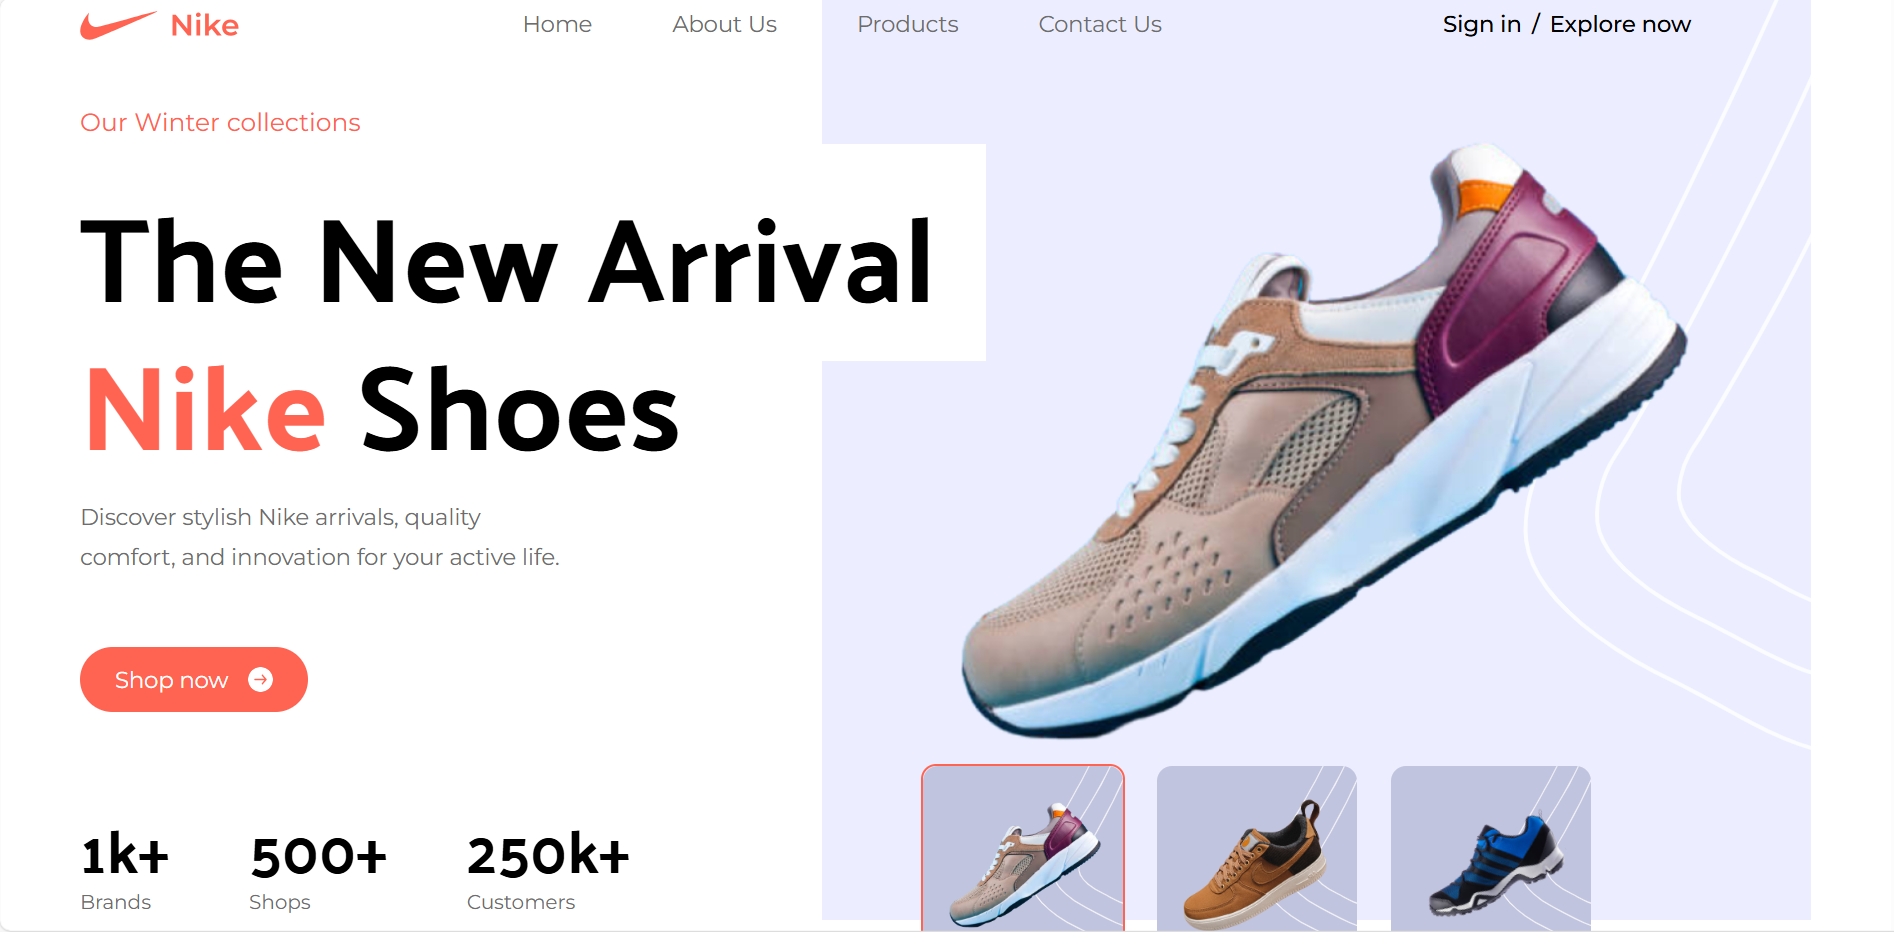 Nike
Home
About Us
Products
Contact Us
Sign in / Explore now
Our Winter collections
The New Arrival
Nike Shoes
Discover stylish Nike arrivals, quality
comfort, and innovation for your active life.
Shop now
1k+
Brands
500+
Shops
250k+
Customers